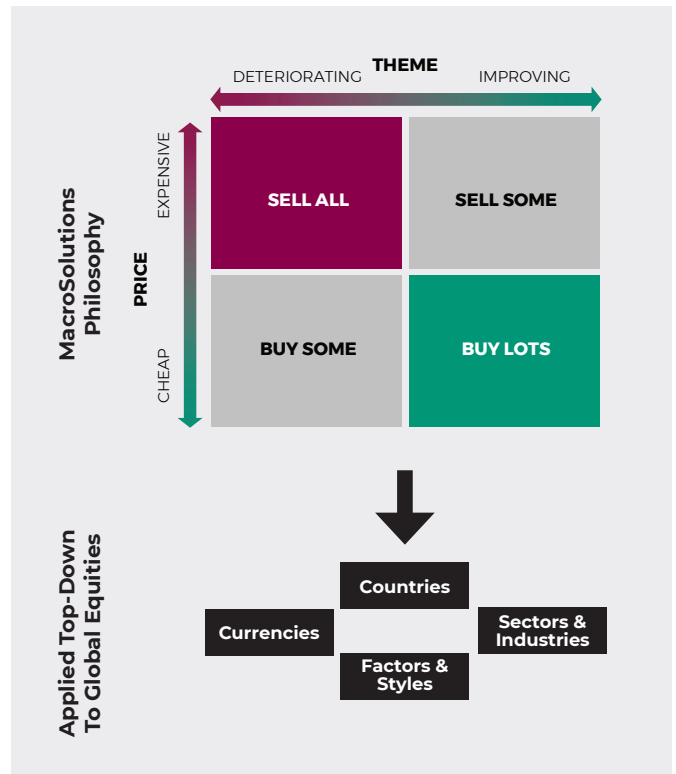 THEME
DETERIORATING
IMPROVING
MacroSolutions
Philosophy
PRICE
EXPENSIVE
CHEAP
SELL ALL
SELL SOME
BUY SOME
BUY LOTS
Applied Top-Down
To Global Equities
Countries
Currencies
Sectors &
Industries
Factors &
Styles